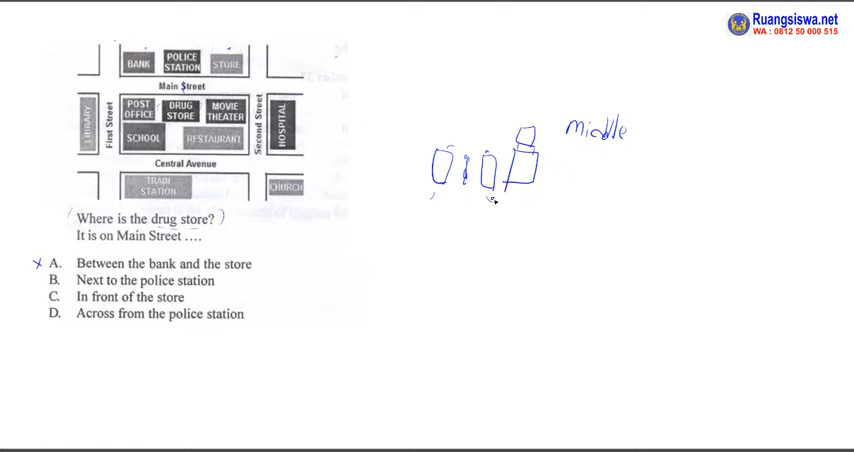 Ruangsiswa.net
WA : 0812 50 000 515
BANK
POLICE STATION
STORE
Main Street
LIBRARY
First Street
POST OFFICE
DRUG STORE
MOVIE THEATER
Second Street
HOSPITAL
SCHOOL
RESTAURANT
Central Avenue
TRAIN STATION
CHURCH
Middle
(Where is the drug store?)
It is on Main Street ....
x A. Between the bank and the store
B. Next to the police station
C. In front of the store
D. Across from the police station